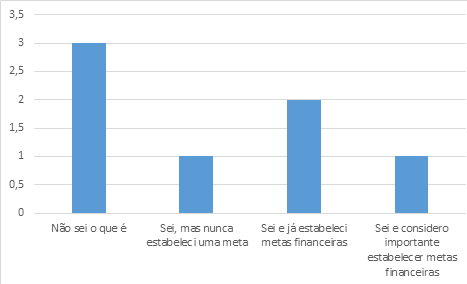 3,5
3
2,5
2
1,5
1
0,5
0
Não sei o que é
Sei, mas nunca
estabeleci uma meta
Sei e já estabeleci
metas financeiras
Sei e considero
importante
estabelecer metas
financeiras